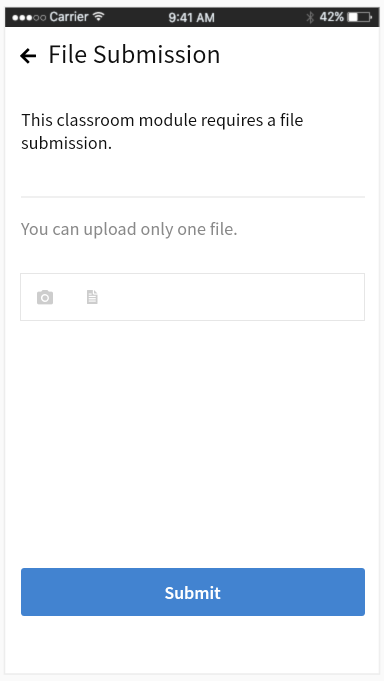 Carrier 9:41 AM 42%
File Submission
This classroom module requires a file
submission.
You can upload only one file.
Submit